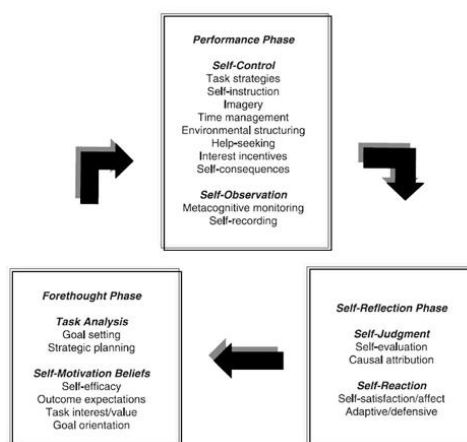 Performance Phase
Self-Control
Task strategies
Self-instruction
Imagery
Time management
Environmental structuring
Help-seeking
Interest incentives
Self-consequences
Self-Observation
Metacognitive monitoring
Self-recording
Forethought Phase
Task Analysis
Goal setting
Strategic planning
Self-Motivation Beliefs
Self-efficacy
Outcome expectations
Task interest/value
Goal orientation
Self-Reflection Phase
Self-Judgment
Self-evaluation
Causal attribution
Self-Reaction
Self-satisfaction/affect
Adaptive/defensive